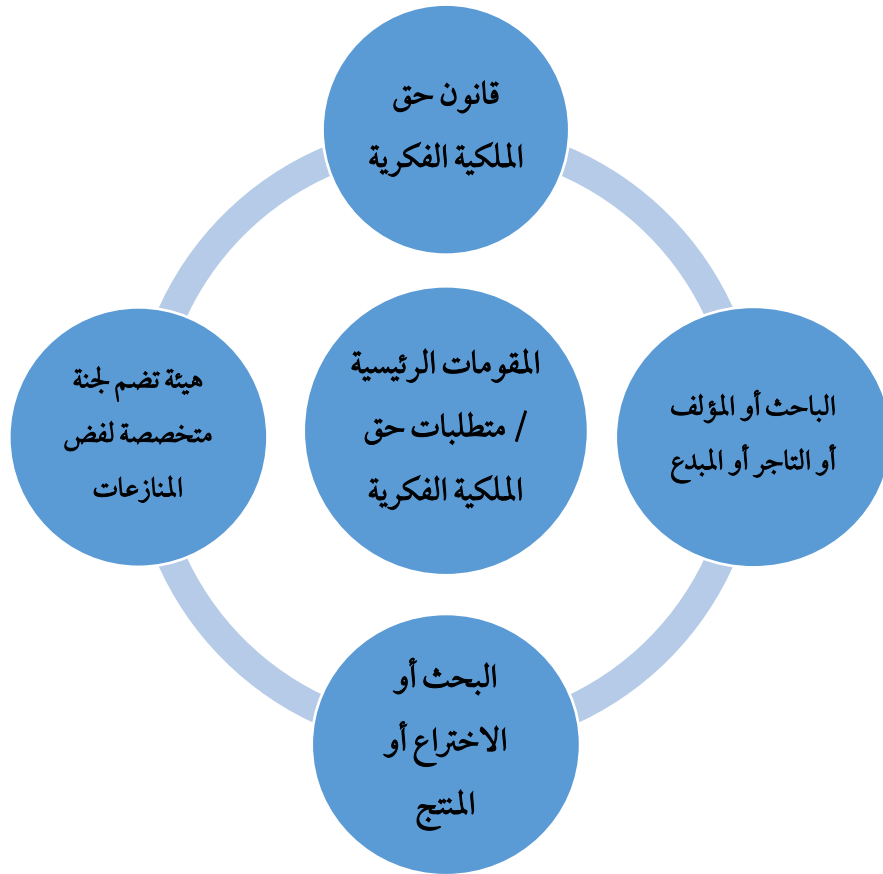 قانون حق
الملكية الفكرية
المقومات الرئيسية
/ متطلبات حق
الملكية الفكرية
الباحث أو المؤلف
أو التاجر أو المبدع
هيئة تضم لجنة
متخصصة لفض
المنازعات
البحث أو
الاختراع أو
المنتج